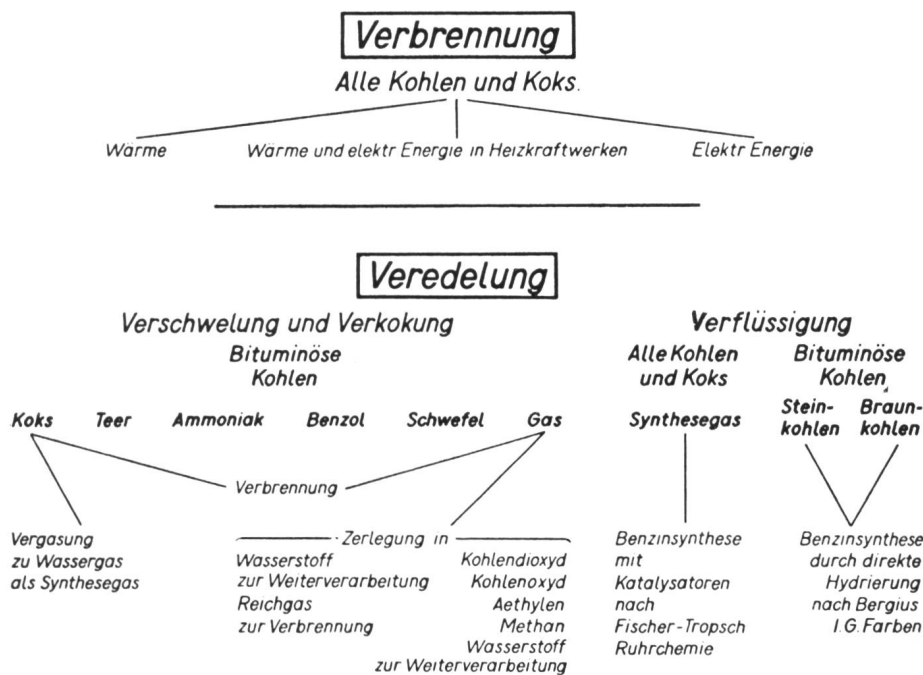 Verbrennung
Alle Kohlen und Koks.
Wärme
Wärme und elektr Energie in Heizkraftwerken
Elektr Energie
Veredelung
Verschwelung und Verkokung
Bituminöse
Kohlen
Koks Teer Ammoniak Benzol Schwefel Gas
Verbrennung
Vergasung
zu Wassergas
als Synthesegas
Zerlegung in
Wasserstoff
zur Weiterverarbeitung
Reichgas
zur Verbrennung
Kohlendioxyd
Kohlenoxyd
Aethylen
Methan
Wasserstoff
zur Weiterverarbeitung
Verflüssigung
Alle Kohlen
und Koks
Synthesegas
Benzinsynthese
mit
Katalysatoren
nach
Fischer-Tropsch
Ruhrchemie
Bituminöse
Kohlen
Stein-
kohlen
Braun-
kohlen
Benzinsynthese
durch direkte
Hydrierung
nach Bergius
I.G. Farben